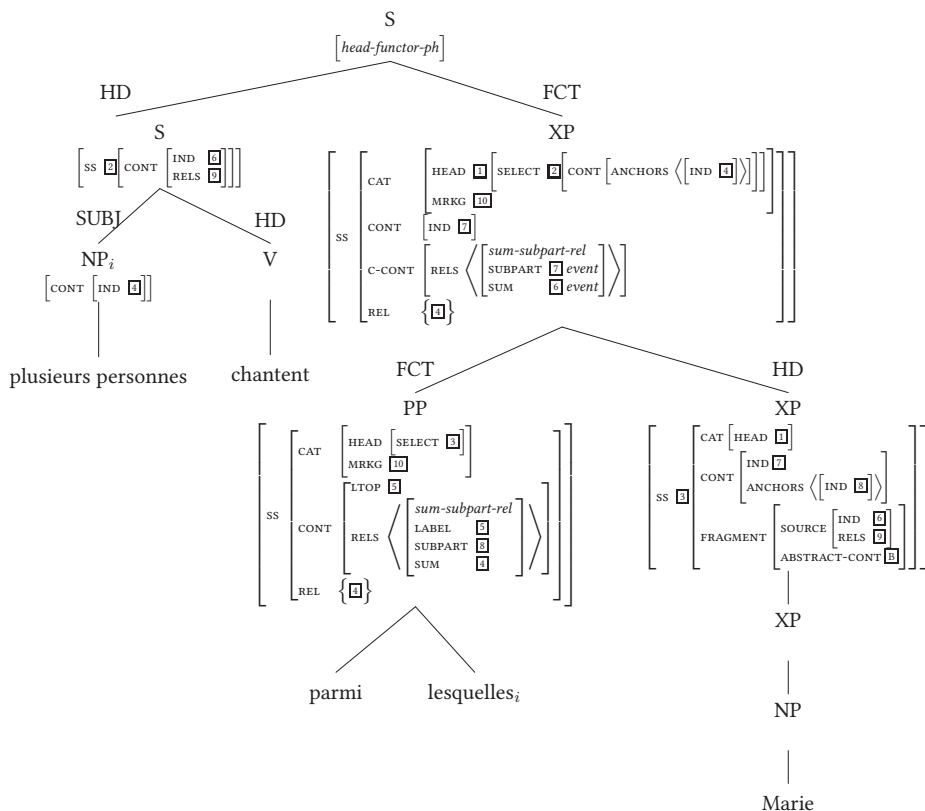 S
[head-functor-ph]
HD FCT
S XP
[SS 2 [CONT [IND 6
RELS 9]]]
[SS [CAT [HEAD 1 [SELECT 2 [CONT [ANCHORS ⟨[IND 4]⟩]]]
MRKG 10]
CONT [IND 7]
C-CONT [RELS ⟨[sum-subpart-rel
SUBPART 7 event
SUM 6 event]⟩]
REL {4}]]
SUBJ HD
NPi V
[CONT [IND 4]]
plusieurs personnes chantent
FCT HD
PP XP
[SS [CAT [HEAD [SELECT 3]
MRKG 10]
CONT [LTOP 5
RELS ⟨[sum-subpart-rel
LABEL 5
SUBPART 8
SUM 4]⟩]
REL {4}]]
[SS 3 [CAT [HEAD 1]
CONT [IND 7
ANCHORS ⟨[IND 8]⟩]
FRAGMENT [SOURCE [IND 6
RELS 9]
ABSTRACT-CONT B]]]
parmi lesquellesi
XP
NP
Marie